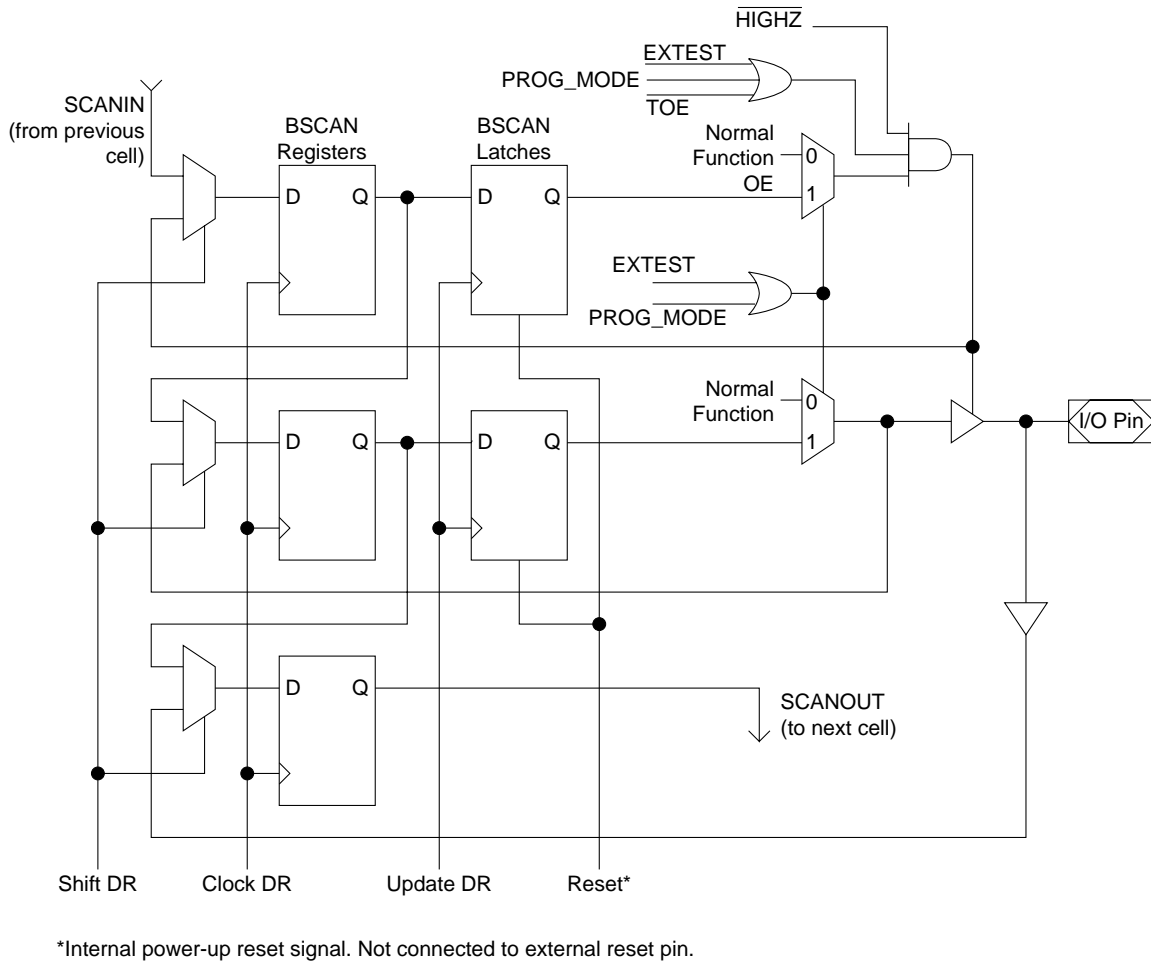 HIGHZ
EXTEST
PROG_MODE
TOE
SCANIN
(from previous
cell)
BSCAN
Registers
BSCAN
Latches
Normal
Function
OE
0
1
D Q
D Q
EXTEST
PROG_MODE
Normal
Function
0
1
I/O Pin
D Q
D Q
D Q
SCANOUT
(to next cell)
Shift DR
Clock DR
Update DR
Reset*
*Internal power-up reset signal. Not connected to external reset pin.